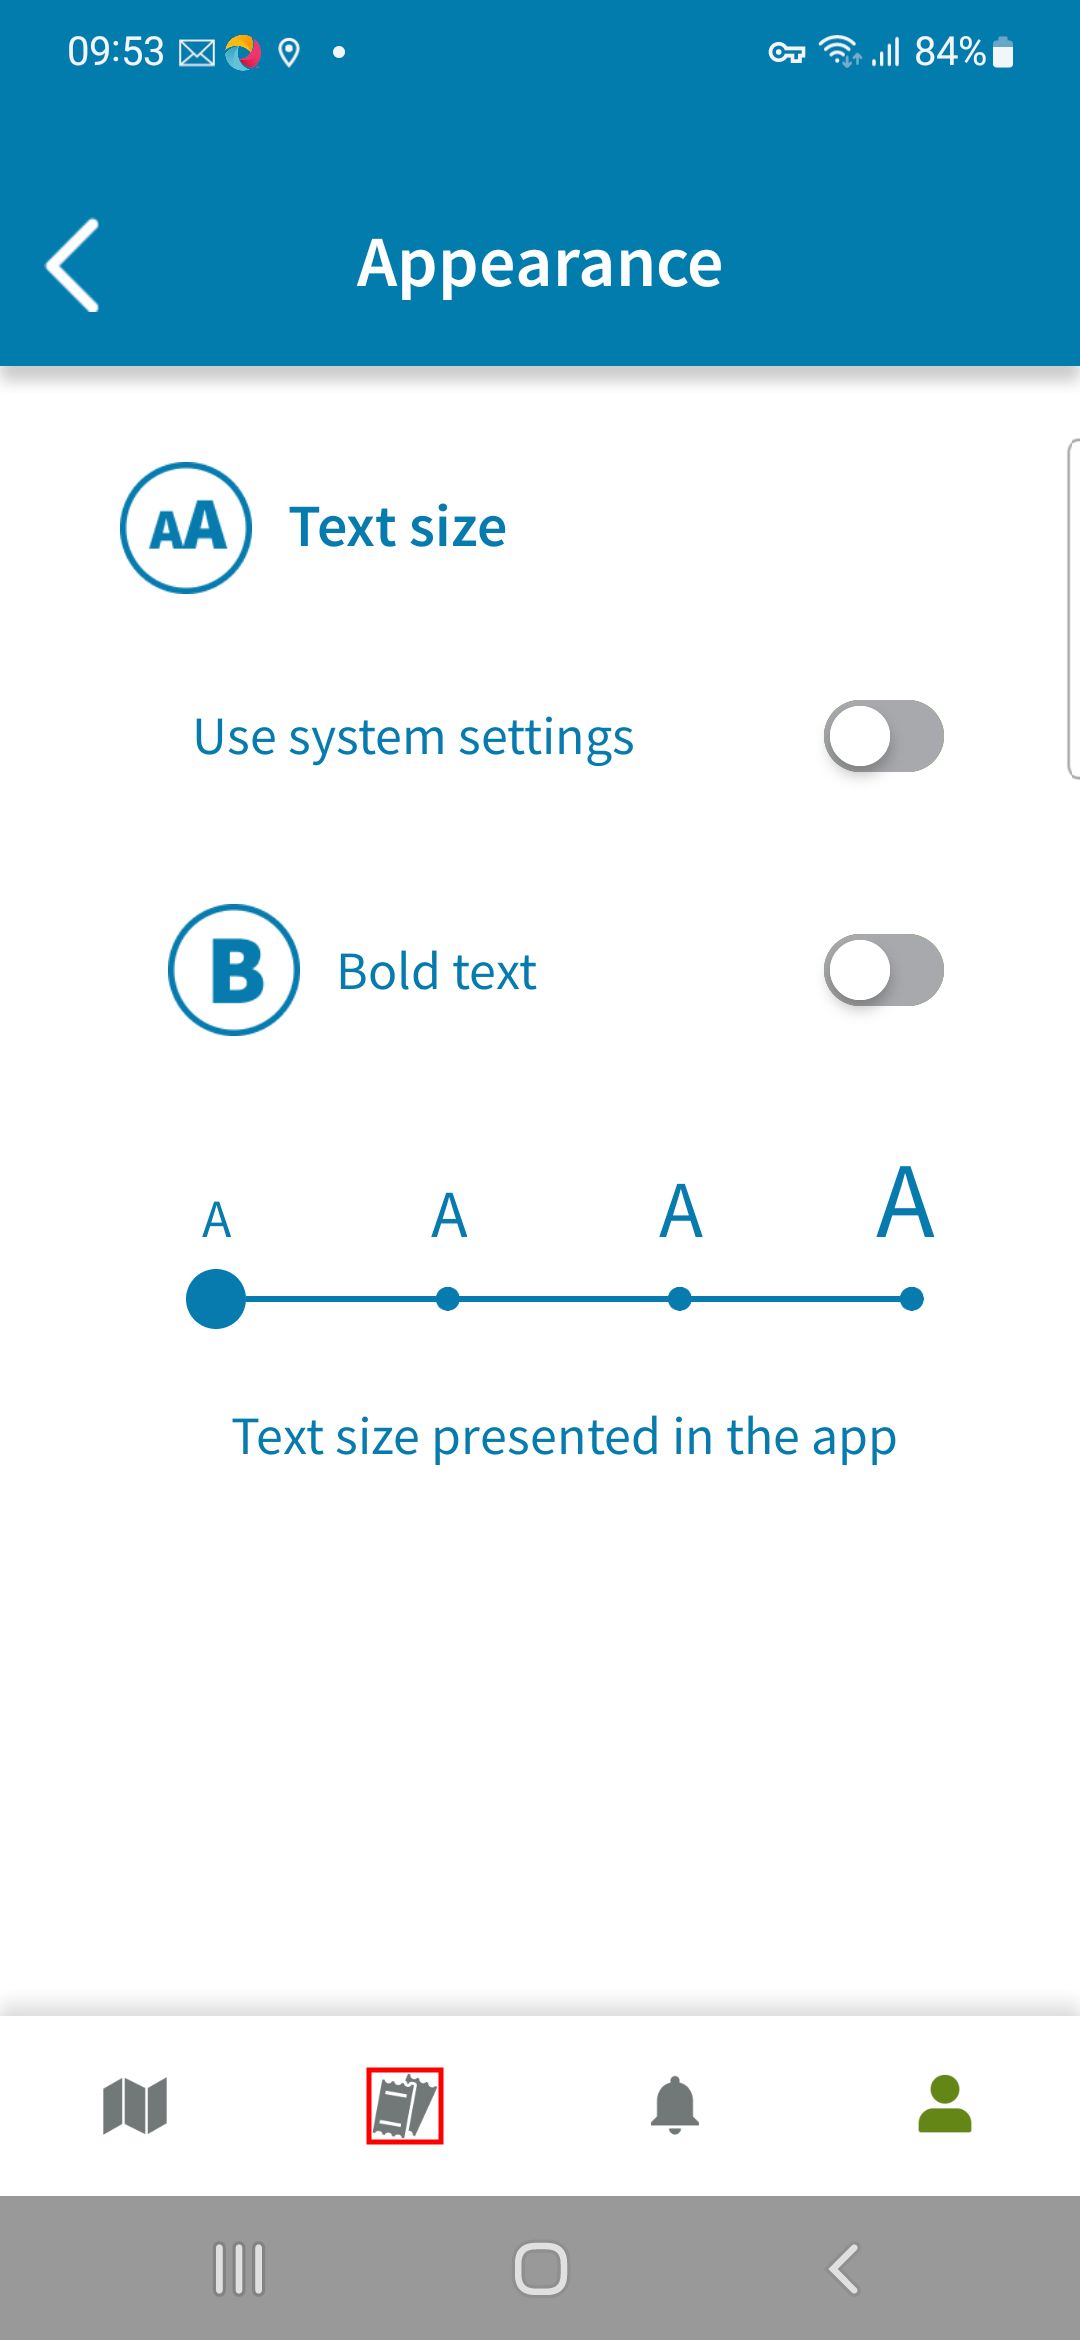 09:53 84%
Appearance
AA Text size
Use system settings
B Bold text
A A A A
Text size presented in the app